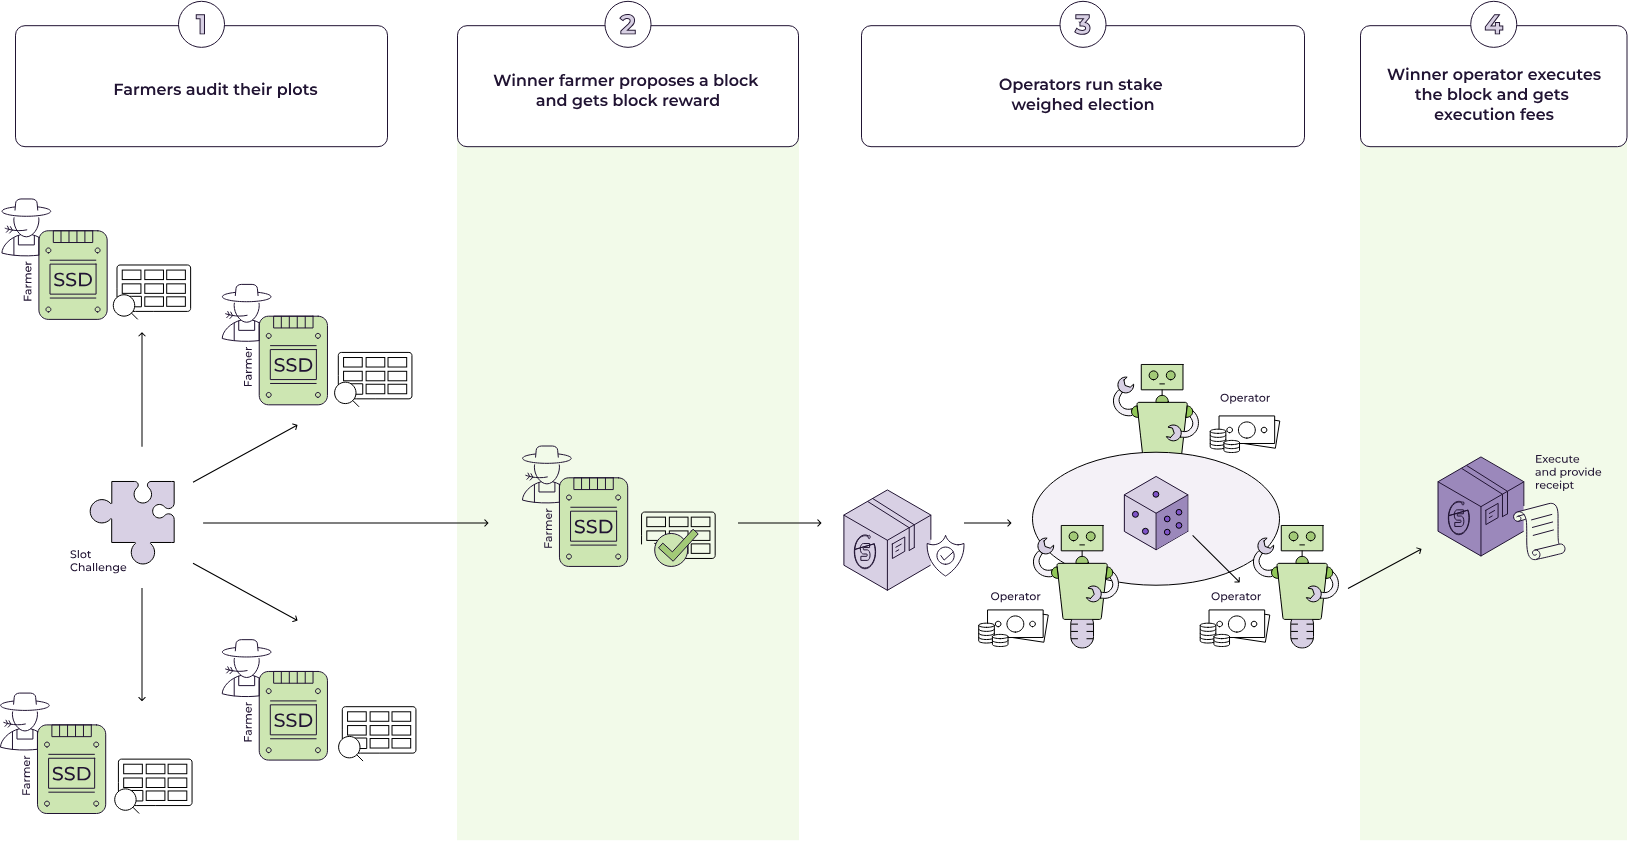 1
Farmers audit their plots
2
Winner farmer proposes a block
and gets block reward
3
Operators run stake
weighed election
4
Winner operator executes
the block and gets
execution fees
SSD
Farmer
SSD
Farmer
Slot
Challenge
SSD
Farmer
SSD
Farmer
SSD
Farmer
Operator
Operator
Operator
Execute
and provide
receipt